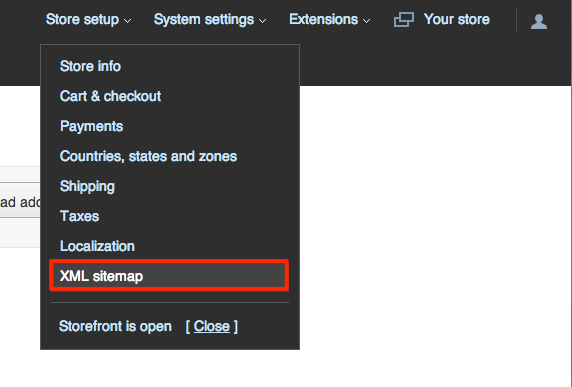 Store setup System settings Extensions Your store
Store info
Cart & checkout
Payments
Countries, states and zones
ad add
Shipping
Taxes
Localization
XML sitemap
Storefront is open [ Close ]